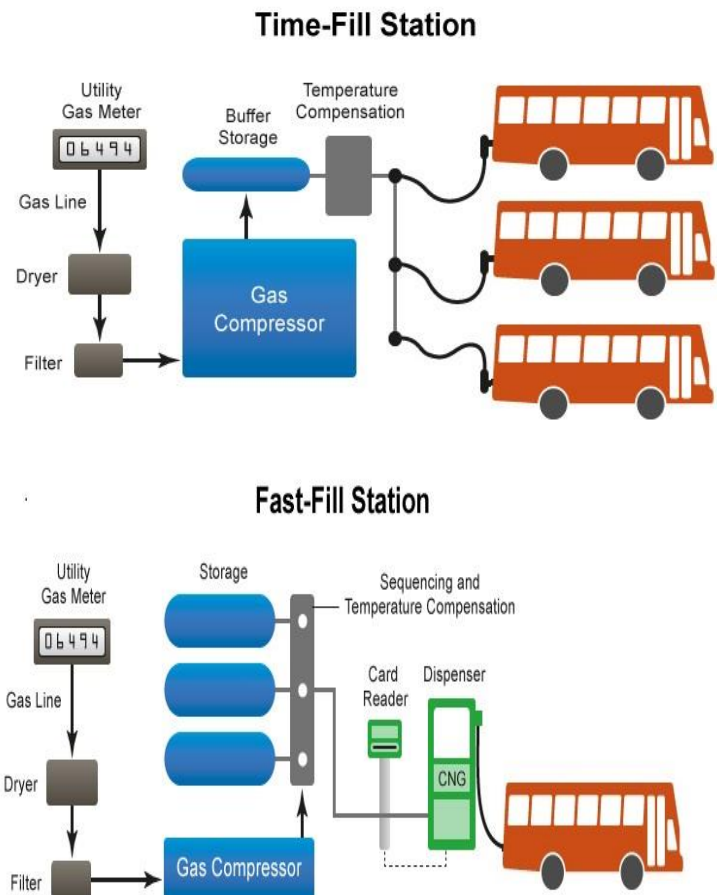 Time-Fill Station
Utility
Gas Meter
06494
Gas Line
Dryer
Filter
Buffer
Storage
Temperature
Compensation
Gas
Compressor
Fast-Fill Station
Utility
Gas Meter
06494
Gas Line
Dryer
Filter
Storage
Sequencing and
Temperature Compensation
Card
Reader
Dispenser
CNG
Gas Compressor